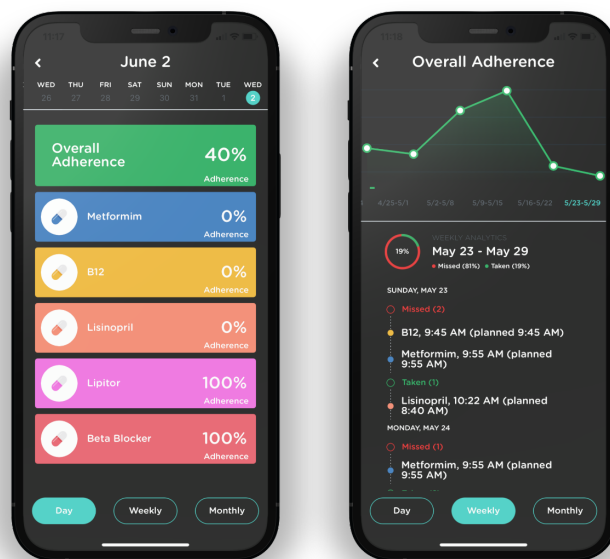 11:17
June 2
WED THU FRI SAT SUN MON TUE WED
26 27 28 29 30 31 1 2
Overall
Adherence
40%
Adherence
Metformim
0%
Adherence
B12
0%
Adherence
Lisinopril
0%
Adherence
Lipitor
100%
Adherence
Beta Blocker
100%
Adherence
Day
Weekly
Monthly
11:18
Overall Adherence
4/25-5/1 5/2-5/8 5/9-5/15 5/16-5/22 5/23-5/29
19%
WEEKLY ANALYTICS
May 23 - May 29
Missed (81%) Taken (19%)
SUNDAY, MAY 23
Missed (2)
B12, 9:45 AM (planned 9:45 AM)
Metformim, 9:55 AM (planned
9:55 AM)
Taken (1)
Lisinopril, 10:22 AM (planned
8:40 AM)
MONDAY, MAY 24
Missed (1)
Metformim, 9:55 AM (planned
9:55 AM)
Day
Weekly
Monthly